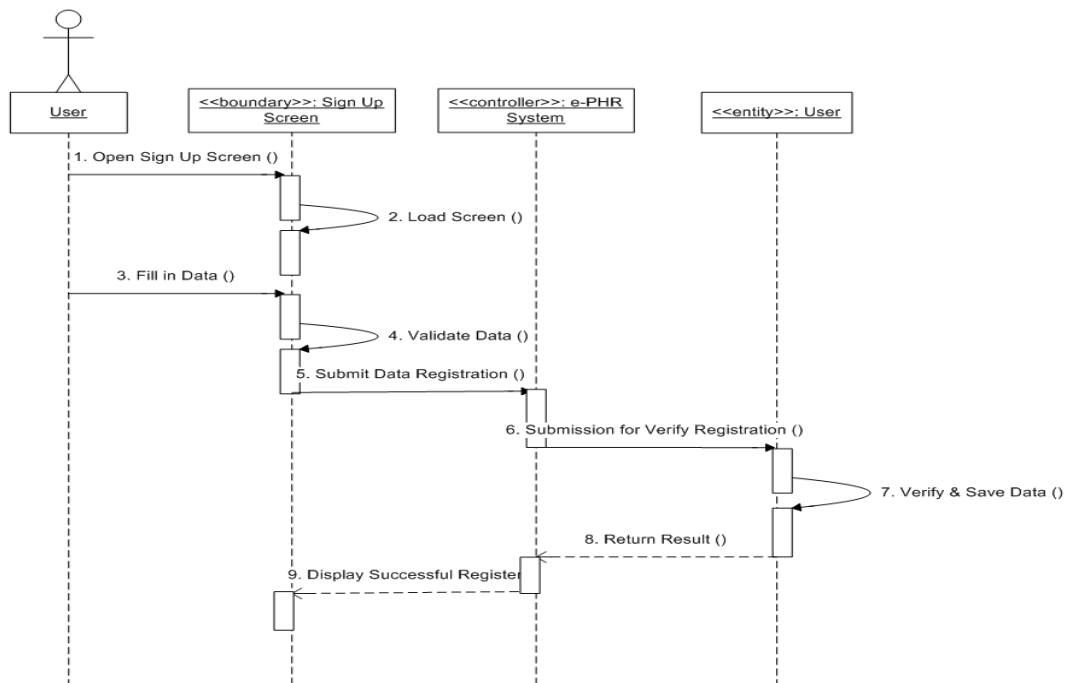 User
<<boundary>>: Sign Up
Screen
<<controller>>: e-PHR
System
<<entity>>: User
1. Open Sign Up Screen ()
2. Load Screen ()
3. Fill in Data ()
4. Validate Data ()
5. Submit Data Registration ()
6. Submission for Verify Registration ()
7. Verify & Save Data ()
8. Return Result ()
9. Display Successful Register